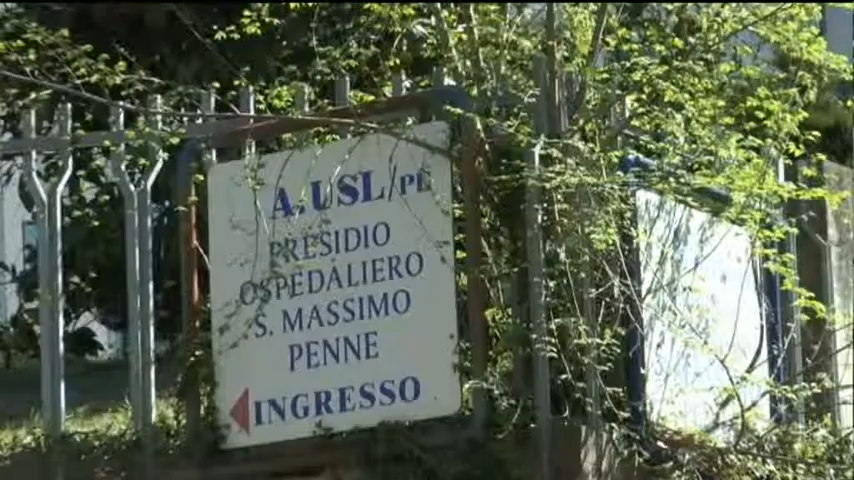 A. USL/PE
PRESIDIO
OSPEDALIERO
S. MASSIMO
PENNE
INGRESSO